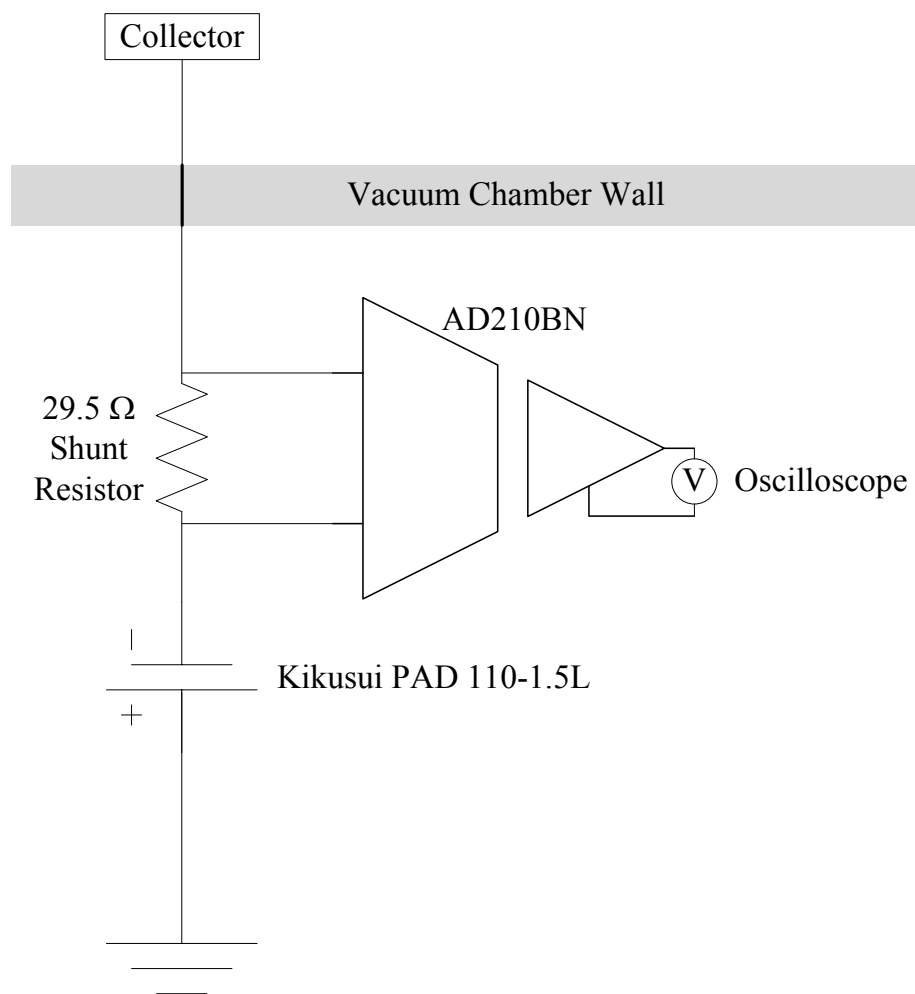 Collector
Vacuum Chamber Wall
AD210BN
29.5 Ω
Shunt
Resistor
V
Oscilloscope
−
Kikusui PAD 110-1.5L
+